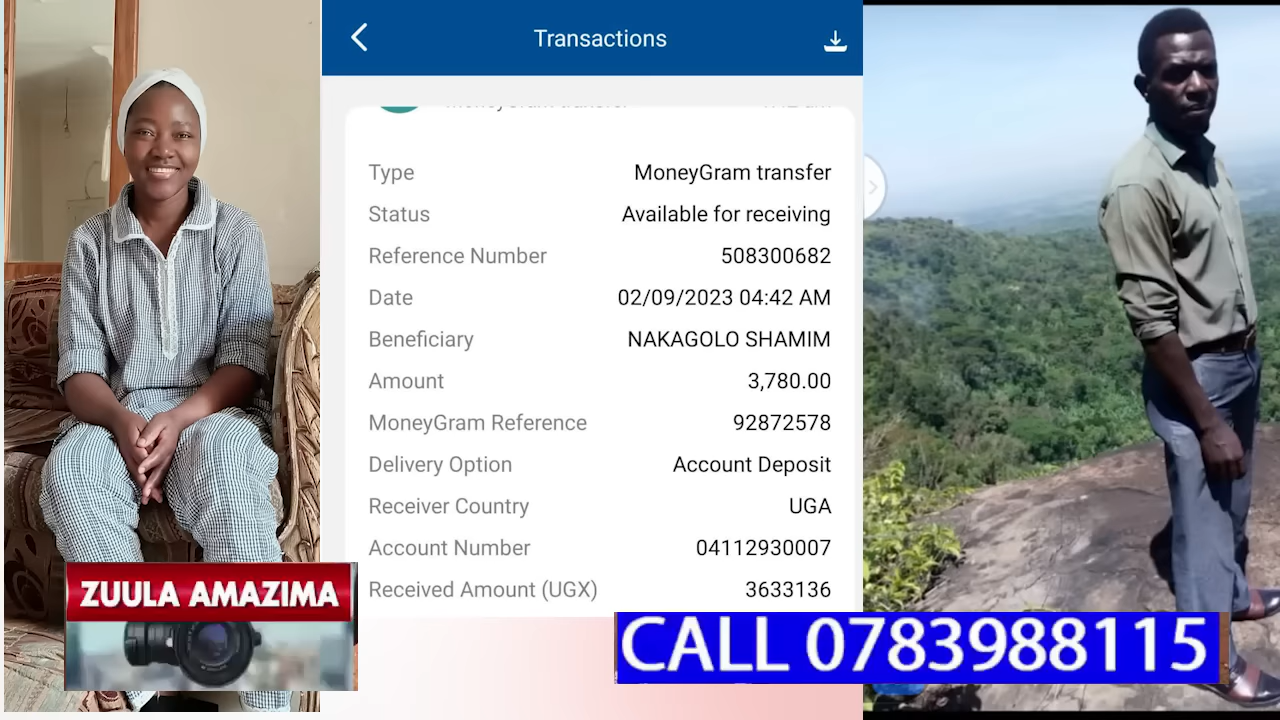 Transactions
Type MoneyGram transfer
Status Available for receiving
Reference Number 508300682
Date 02/09/2023 04:42 AM
Beneficiary NAKAGOLO SHAMIM
Amount 3,780.00
MoneyGram Reference 92872578
Delivery Option Account Deposit
Receiver Country UGA
Account Number 04112930007
Received Amount (UGX) 3633136
ZUULA AMAZIMA
CALL 0783988115